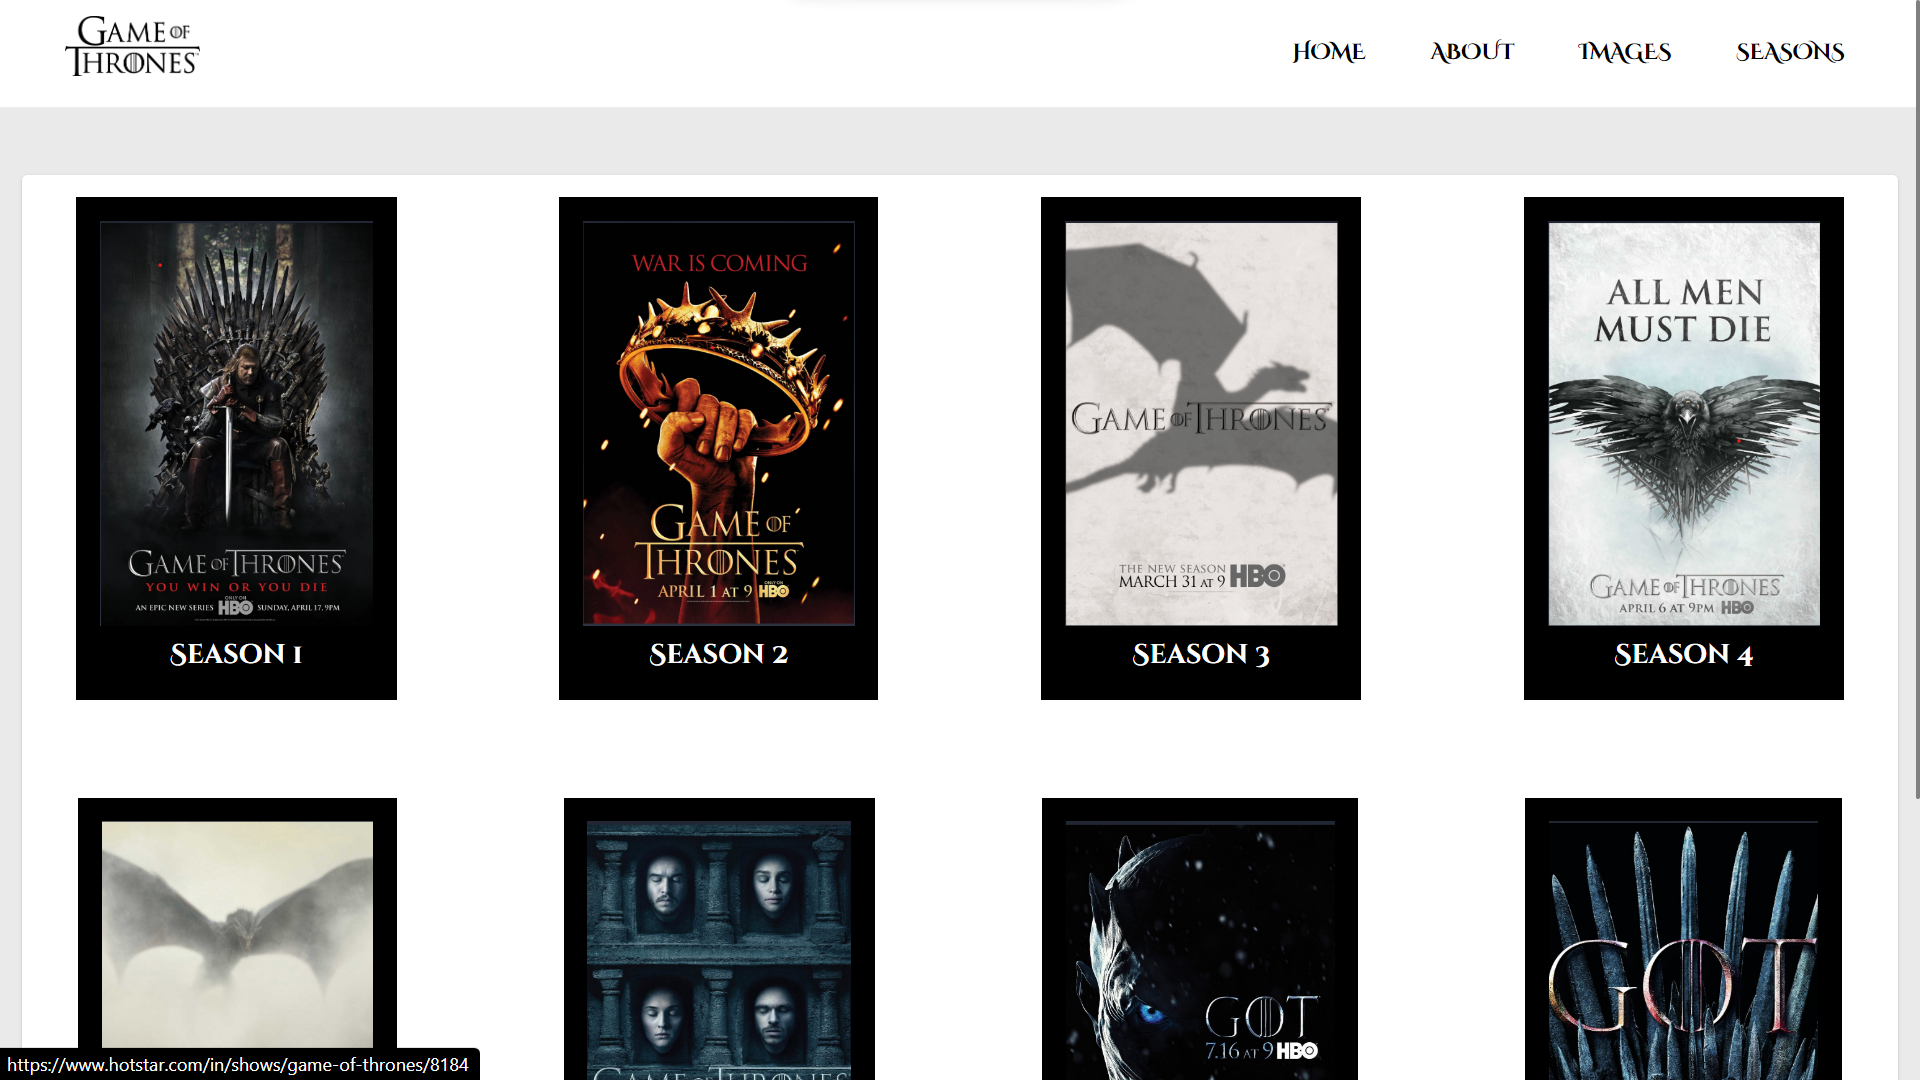 GAME OF
THRONES
HOME
ABOUT
IMAGES
SEASONS
GAME OF THRONES
YOU WIN OR YOU DIE
AN EPIC NEW SERIES ONLY ON HBO SUNDAY, APRIL 17, 9PM
SEASON 1
WAR IS COMING
GAME OF
THRONES
APRIL 1 AT 9 ONLY ON HBO
SEASON 2
GAME OF THRONES
THE NEW SEASON
MARCH 31 AT 9 HBO
SEASON 3
ALL MEN
MUST DIE
GAME OF THRONES
APRIL 6 AT 9PM HBO
SEASON 4
GAME OF THRONES
GOT
7.16 AT 9 HBO
GOT
https://www.hotstar.com/in/shows/game-of-thrones/8184